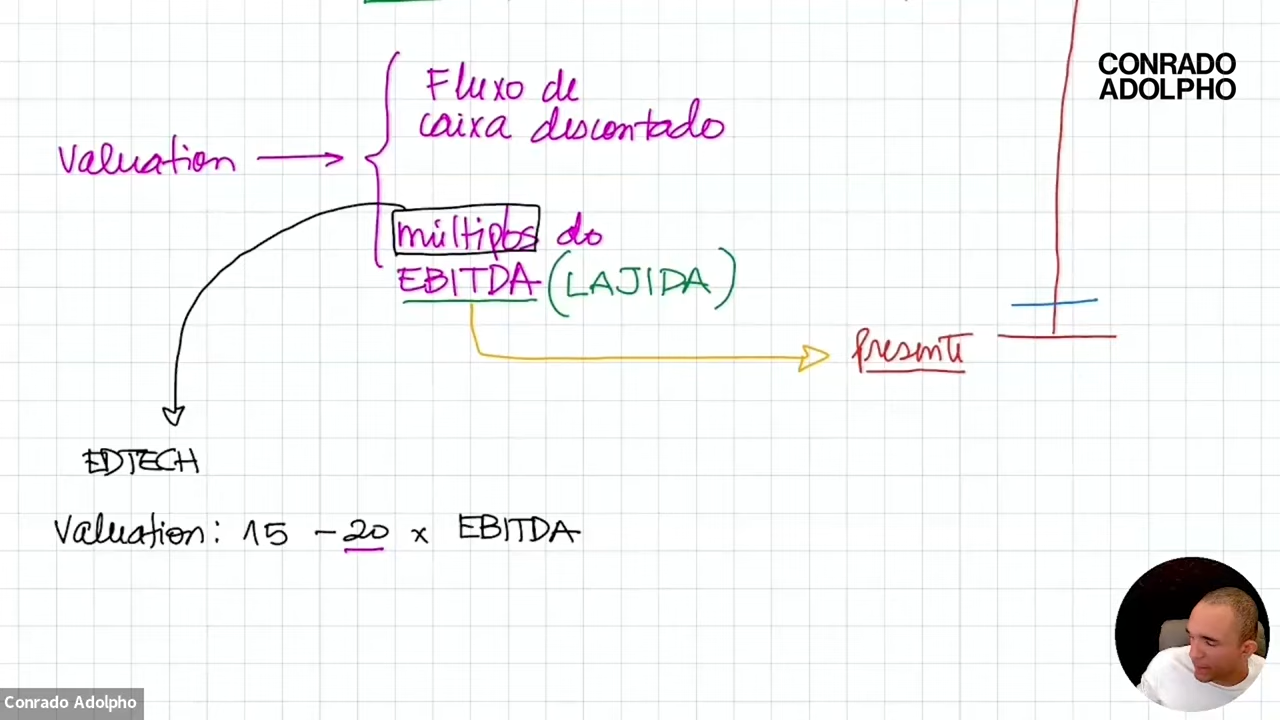 CONRADO
ADOLPHO
Fluxo de
caixa descontado
Valuation
múltiplos do
EBITDA (LAJIDA)
Presente
EDTECH
Valuation: 15 - 20 x EBITDA
Conrado Adolpho